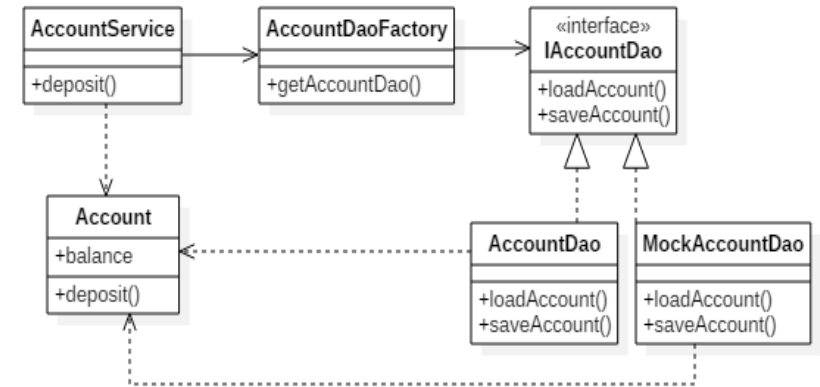 AccountService
+deposit()
AccountDaoFactory
+getAccountDao()
«interface»
IAccountDao
+loadAccount()
+saveAccount()
Account
+balance
+deposit()
AccountDao
+loadAccount()
+saveAccount()
MockAccountDao
+loadAccount()
+saveAccount()